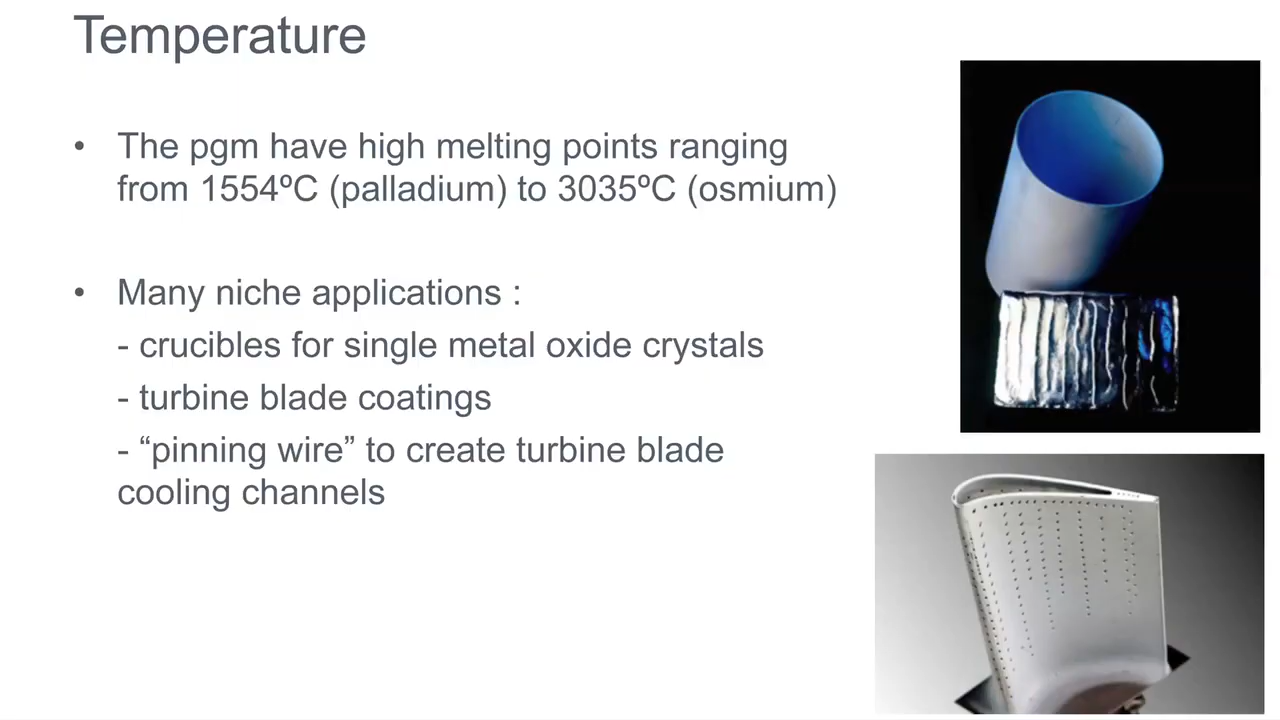 Temperature
• The pgm have high melting points ranging
from 1554ºC (palladium) to 3035ºC (osmium)
• Many niche applications :
- crucibles for single metal oxide crystals
- turbine blade coatings
- “pinning wire” to create turbine blade
cooling channels